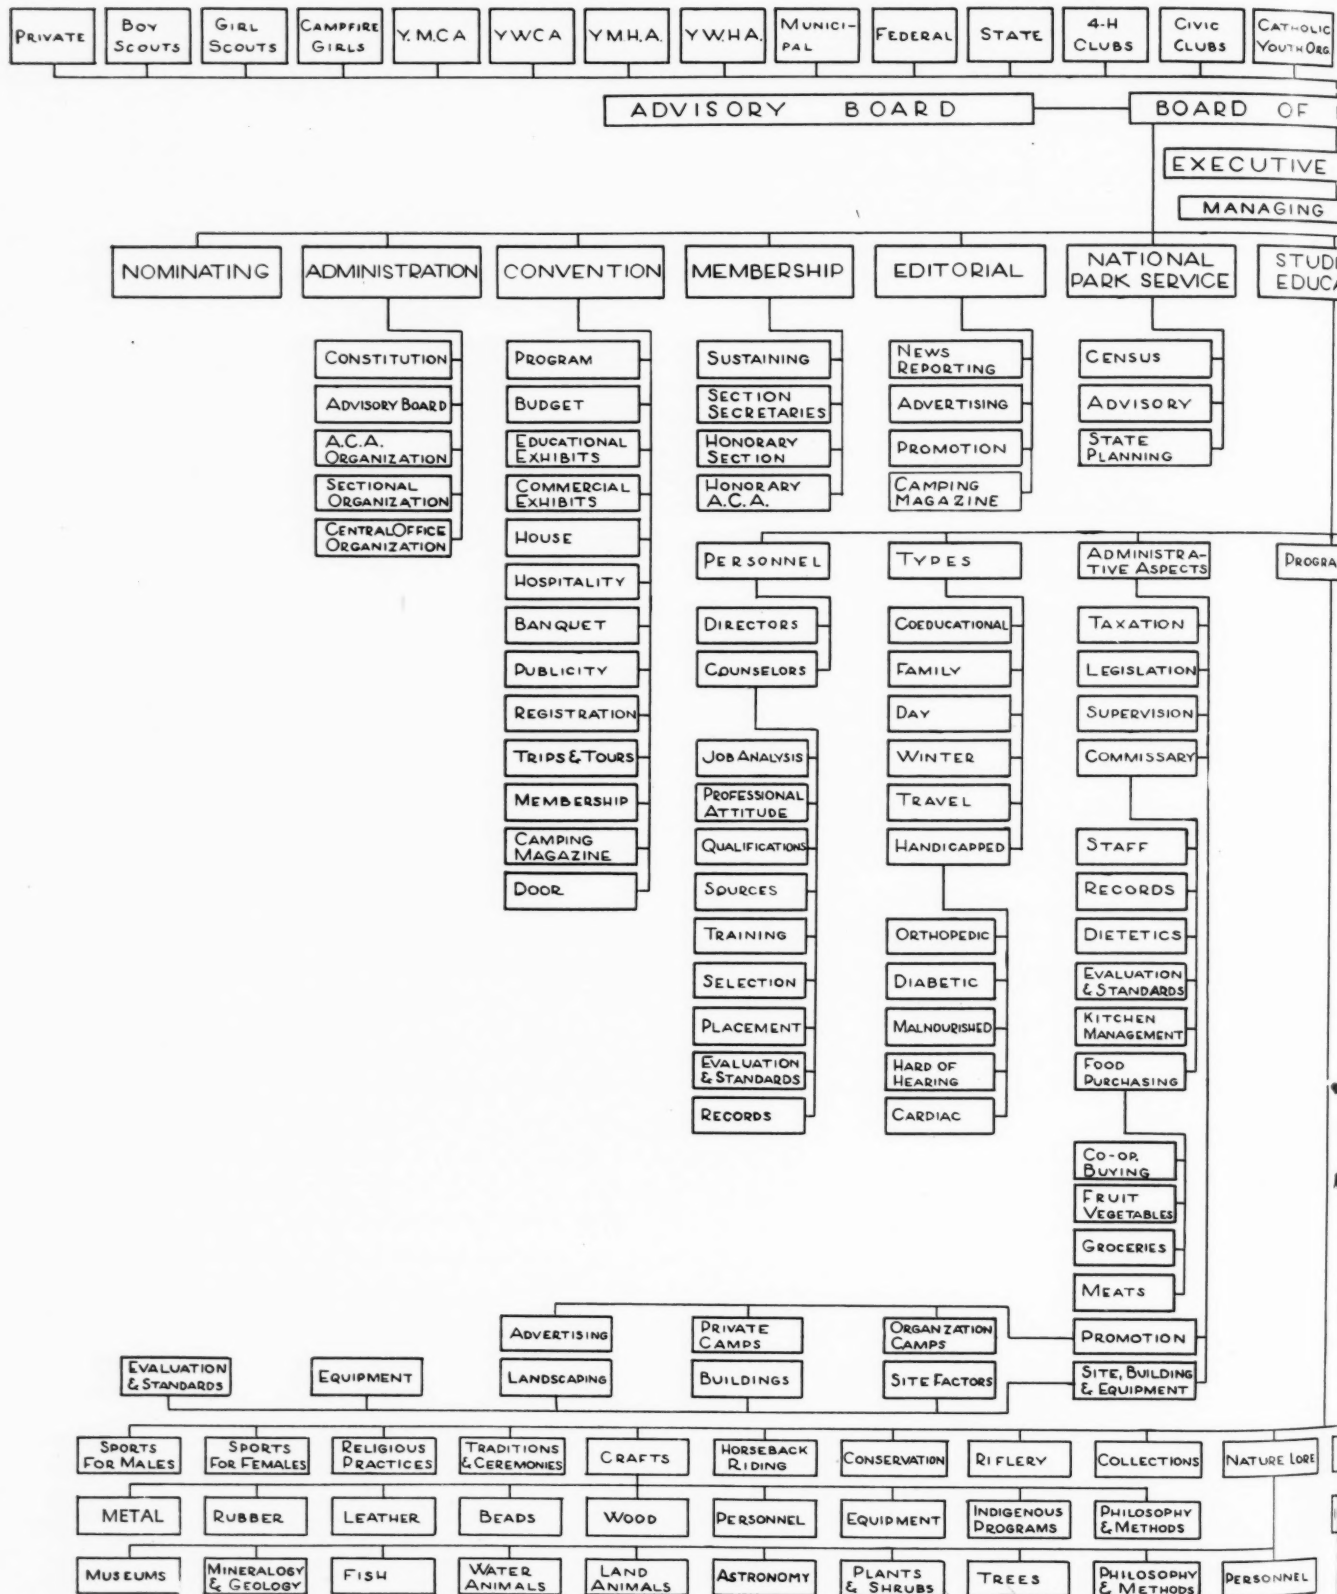 PRIVATE
BOY
SCOUTS
GIRL
SCOUTS
CAMPFIRE
GIRLS
Y.M.C.A
YWCA
YMH.A.
YW.HA.
MUNICI-
PAL
FEDERAL
STATE
4-H
CLUBS
CIVIC
CLUBS
CATHOLIC
YOUTH ORG.
ADVISORY BOARD
BOARD OF
EXECUTIVE
MANAGING
NOMINATING
ADMINISTRATION
CONVENTION
MEMBERSHIP
EDITORIAL
NATIONAL
PARK SERVICE
STUDI
EDUCA
CONSTITUTION
ADVISORY BOARD
A.C.A.
ORGANIZATION
SECTIONAL
ORGANIZATION
CENTRAL OFFICE
ORGANIZATION
PROGRAM
BUDGET
EDUCATIONAL
EXHIBITS
COMMERCIAL
EXHIBITS
HOUSE
HOSPITALITY
BANQUET
PUBLICITY
REGISTRATION
TRIPS & TOURS
MEMBERSHIP
CAMPING
MAGAZINE
DOOR
SUSTAINING
SECTION
SECRETARIES
HONORARY
SECTION
HONORARY
A.C.A.
NEWS
REPORTING
ADVERTISING
PROMOTION
CAMPING
MAGAZINE
CENSUS
ADVISORY
STATE
PLANNING
PERSONNEL
DIRECTORS
COUNSELORS
JOB ANALYSIS
PROFESSIONAL
ATTITUDE
QUALIFICATIONS
SOURCES
TRAINING
SELECTION
PLACEMENT
EVALUATION
& STANDARDS
RECORDS
TYPES
COEDUCATIONAL
FAMILY
DAY
WINTER
TRAVEL
HANDICAPPED
ORTHOPEDIC
DIABETIC
MALNOURISHED
HARD OF
HEARING
CARDIAC
ADMINISTRA-
TIVE ASPECTS
TAXATION
LEGISLATION
SUPERVISION
COMMISSARY
STAFF
RECORDS
DIETETICS
EVALUATION
& STANDARDS
KITCHEN
MANAGEMENT
FOOD
PURCHASING
CO-OP.
BUYING
FRUIT
VEGETABLES
GROCERIES
MEATS
PROGRA
ADVERTISING
PRIVATE
CAMPS
ORGANZATION
CAMPS
PROMOTION
EVALUATION
& STANDARDS
EQUIPMENT
LANDSCAPING
BUILDINGS
SITE FACTORS
SITE, BUILDING
& EQUIPMENT
SPORTS
FOR MALES
SPORTS
FOR FEMALES
RELIGIOUS
PRACTICES
TRADITIONS
& CEREMONIES
CRAFTS
HORSEBACK
RIDING
CONSERVATION
RIFLERY
COLLECTIONS
NATURE LORE
METAL
RUBBER
LEATHER
BEADS
WOOD
PERSONNEL
EQUIPMENT
INDIGENOUS
PROGRAMS
PHILOSOPHY
& METHODS
MUSEUMS
MINERALOGY
& GEOLOGY
FISH
WATER
ANIMALS
LAND
ANIMALS
ASTRONOMY
PLANTS
& SHRUBS
TREES
PHILOSOPHY
& METHODS
PERSONNEL